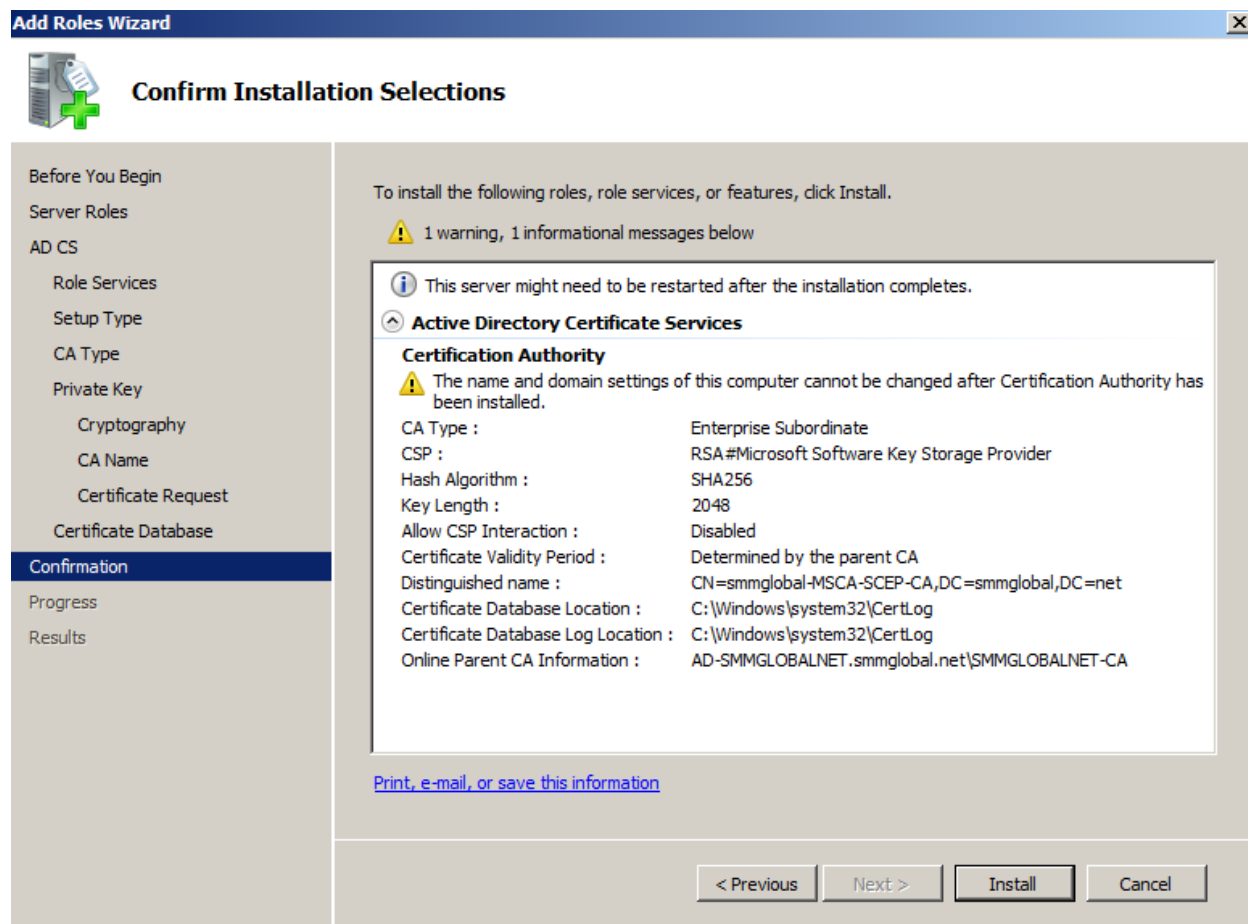 Add Roles Wizard
Confirm Installation Selections
Before You Begin
Server Roles
AD CS
Role Services
Setup Type
CA Type
Private Key
Cryptography
CA Name
Certificate Request
Certificate Database
Confirmation
Progress
Results
To install the following roles, role services, or features, click Install.
1 warning, 1 informational messages below
This server might need to be restarted after the installation completes.
Active Directory Certificate Services
Certification Authority
The name and domain settings of this computer cannot be changed after Certification Authority has
been installed.
CA Type : Enterprise Subordinate
CSP : RSA#Microsoft Software Key Storage Provider
Hash Algorithm : SHA256
Key Length : 2048
Allow CSP Interaction : Disabled
Certificate Validity Period : Determined by the parent CA
Distinguished name : CN=smmglobal-MSCA-SCEP-CA,DC=smmglobal,DC=net
Certificate Database Location : C:\Windows\system32\CertLog
Certificate Database Log Location : C:\Windows\system32\CertLog
Online Parent CA Information : AD-SMMGLOBALNET.smmglobal.net\SMMGLOBALNET-CA
Print, e-mail, or save this information
< Previous Next > Install Cancel